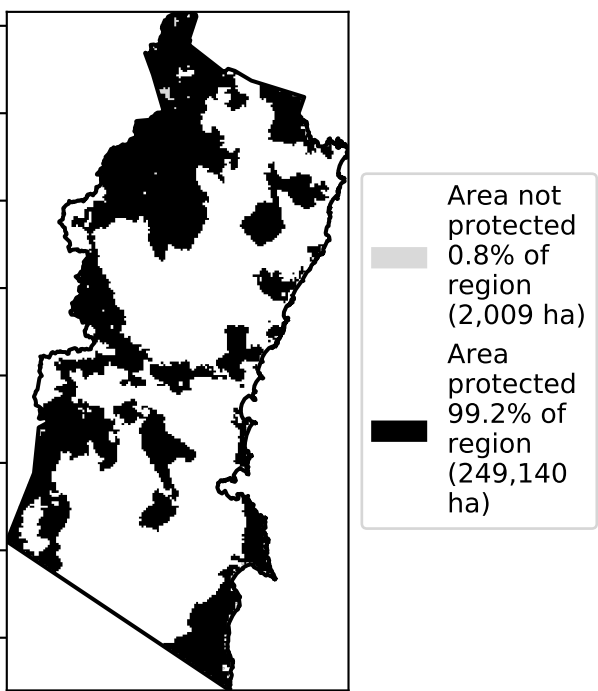 Area not
protected
0.8% of
region
(2,009 ha)
Area
protected
99.2% of
region
(249,140
ha)